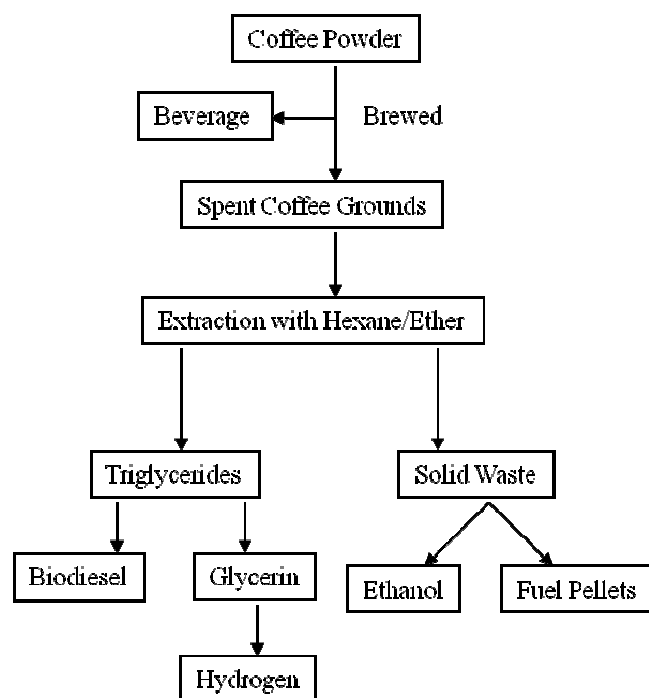 Coffee Powder
Beverage
Brewed
Spent Coffee Grounds
Extraction with Hexane/Ether
Triglycerides
Solid Waste
Biodiesel
Glycerin
Ethanol
Fuel Pellets
Hydrogen